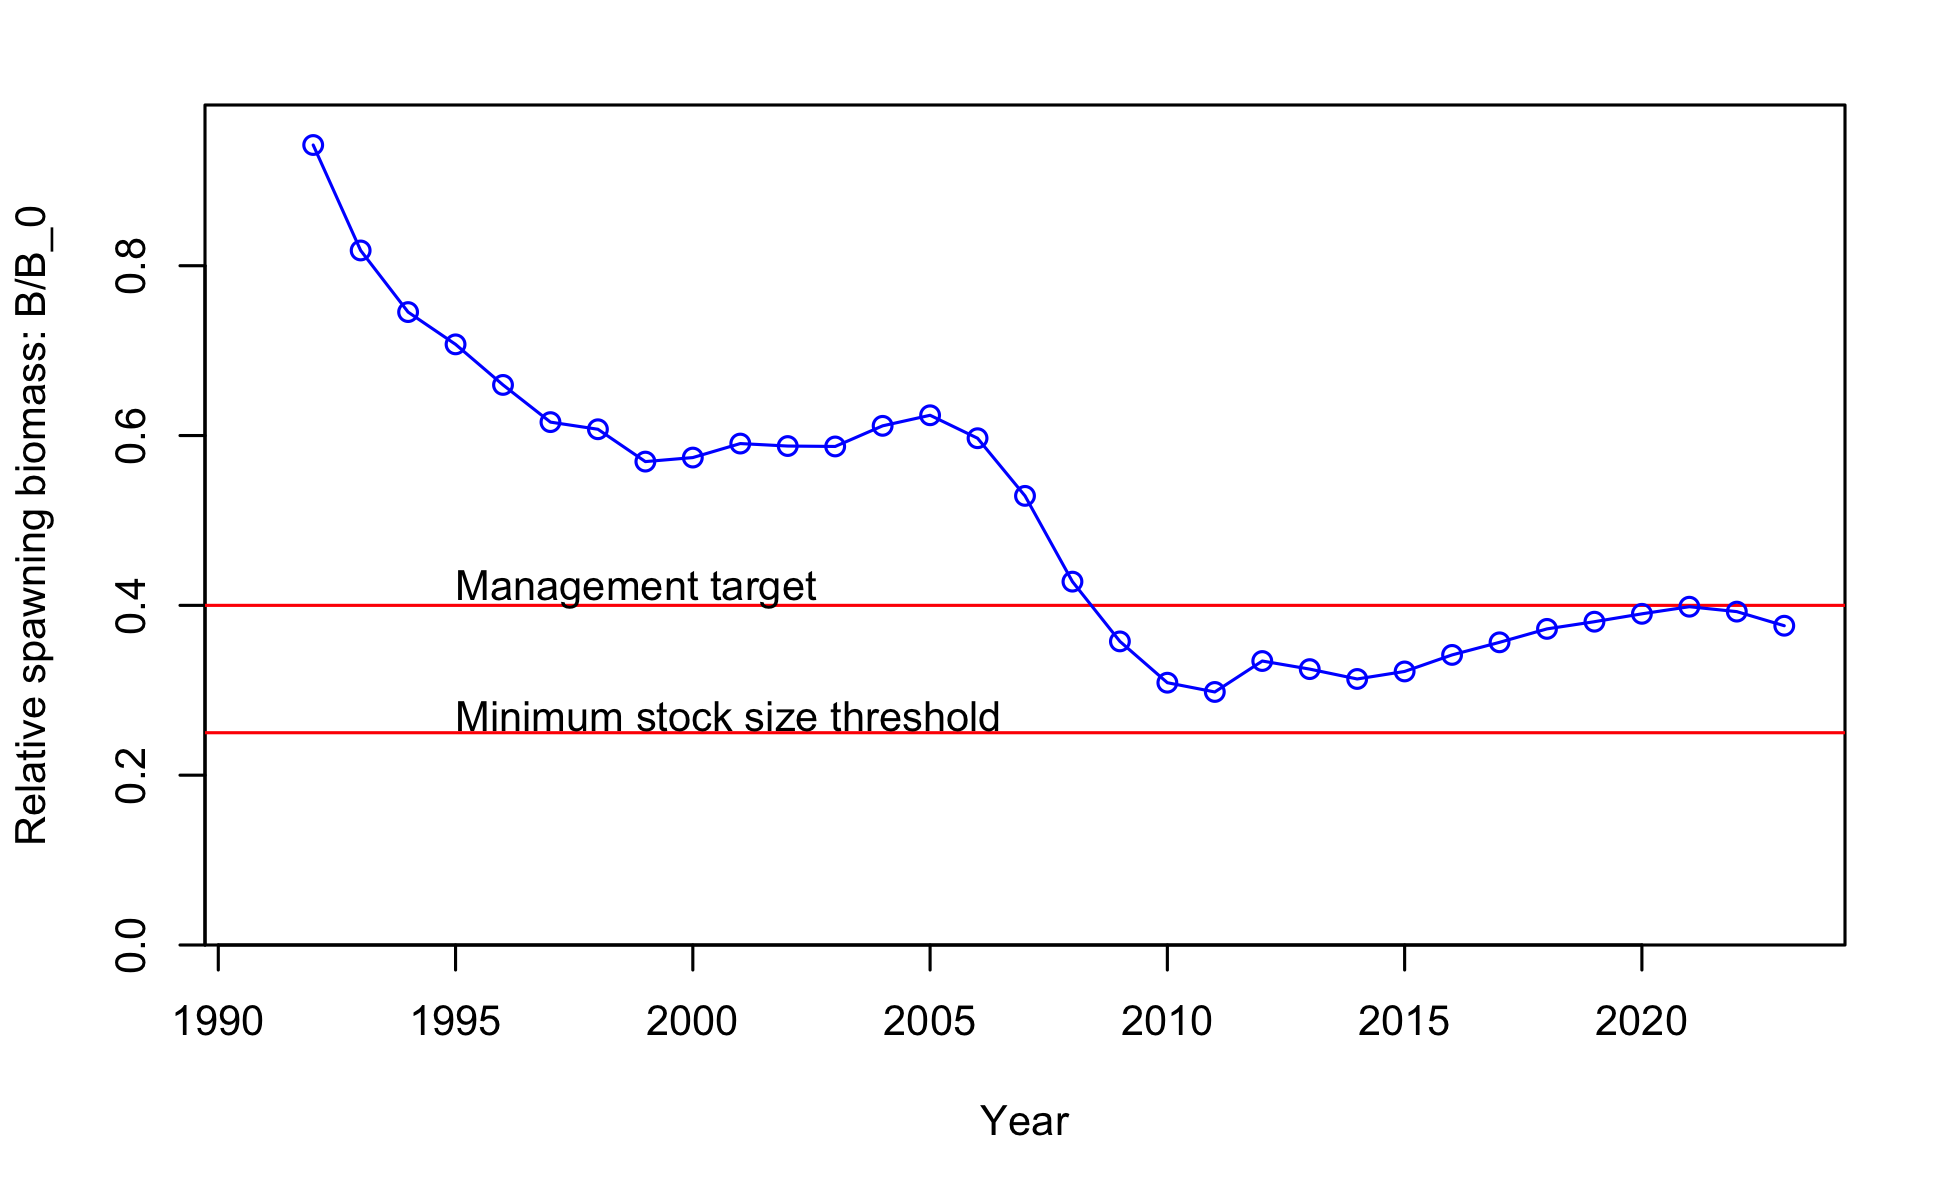 Relative spawning biomass: B/B_0
0.8
0.6
0.4
0.2
0.0
Management target
Minimum stock size threshold
1990 1995 2000 2005 2010 2015 2020
Year